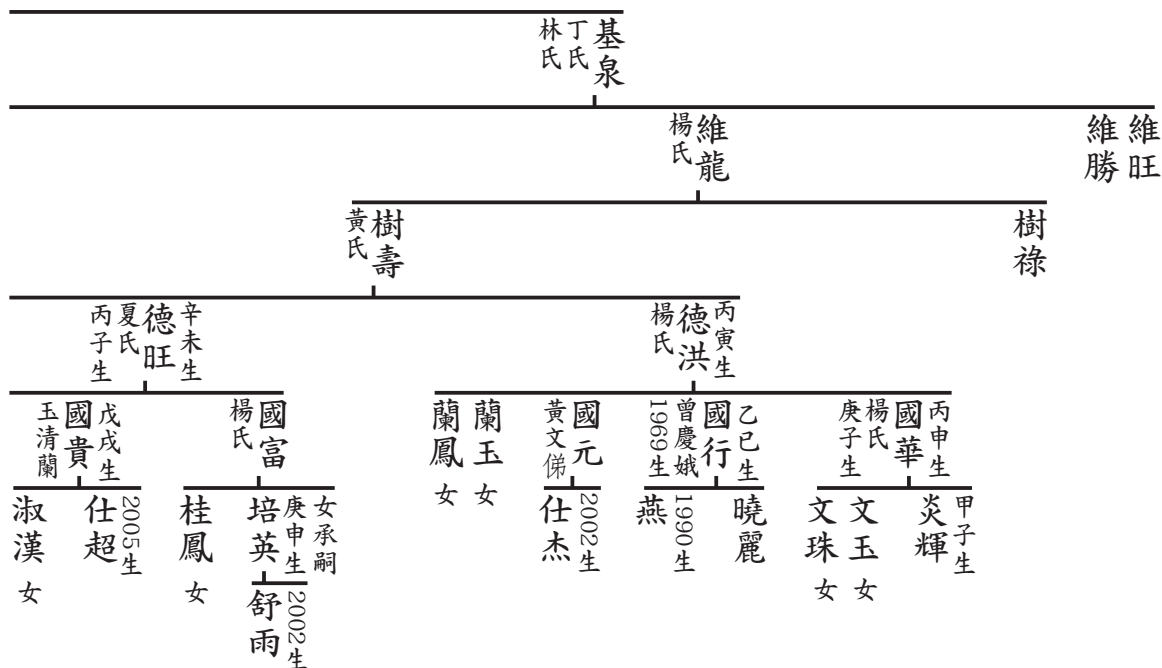 基泉
丁氏
林氏
維旺
維勝
維龍
楊氏
樹祿
樹壽
黃氏
丙寅生
德洪
楊氏
辛未生
德旺
夏氏
丙子生
丙申生
國華
楊氏
庚子生
乙巳生
國行
曾慶娥
1969生
國元
黃文俤
蘭玉 女
蘭鳳 女
國富
楊氏
戊戌生
國貴
玉清蘭
甲子生
炎輝
文玉 女
文珠 女
曉麗
1990生
燕
2002生
仕杰
女承嗣
庚申生
培英
桂鳳 女
2005生
仕超
淑漢 女
2002生
舒雨